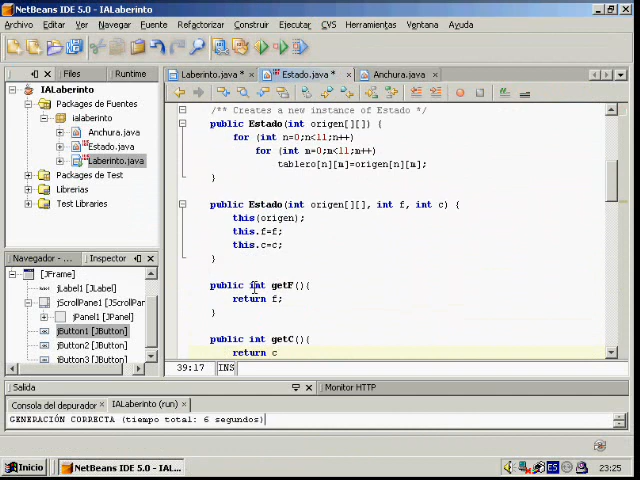 NetBeans IDE 5.0 - IALaberinto
Archivo Editar Ver Navegar Fuente Refactorizar Construir Ejecutar CVS Herramientas Ventana Ayuda
Files Runtime
Laberinto.java * Estado.java * Anchura.java
IALaberinto
Paquetes de Fuentes
ialaberinto
Anchura.java
Estado.java
Laberinto.java
Paquetes de Test
Librerias
Test Libraries
/** Creates a new instance of Estado */
public Estado(int origen[][]) {
for (int n=0;n<11;n++)
for (int m=0;m<11;m++)
tablero[n][m]=origen[n][m];
}
public Estado(int origen[][], int f, int c) {
this(origen);
this.f=f;
this.c=c;
}
public int getF(){
return f;
}
public int getC(){
return c
Navegador - Inspector
[JFrame]
jLabel1 [JLabel]
jScrollPane1 [JScrollPan
jPanel1 [JPanel]
jButton1 [JButton]
jButton2 [JButton]
jButton3 [JButton]
39:17 INS
Salida Monitor HTTP
Consola del depurador IALaberinto (run)
GENERACIÓN CORRECTA (tiempo total: 6 segundos)
Inicio NetBeans IDE 5.0 - IAL... ES 23:25